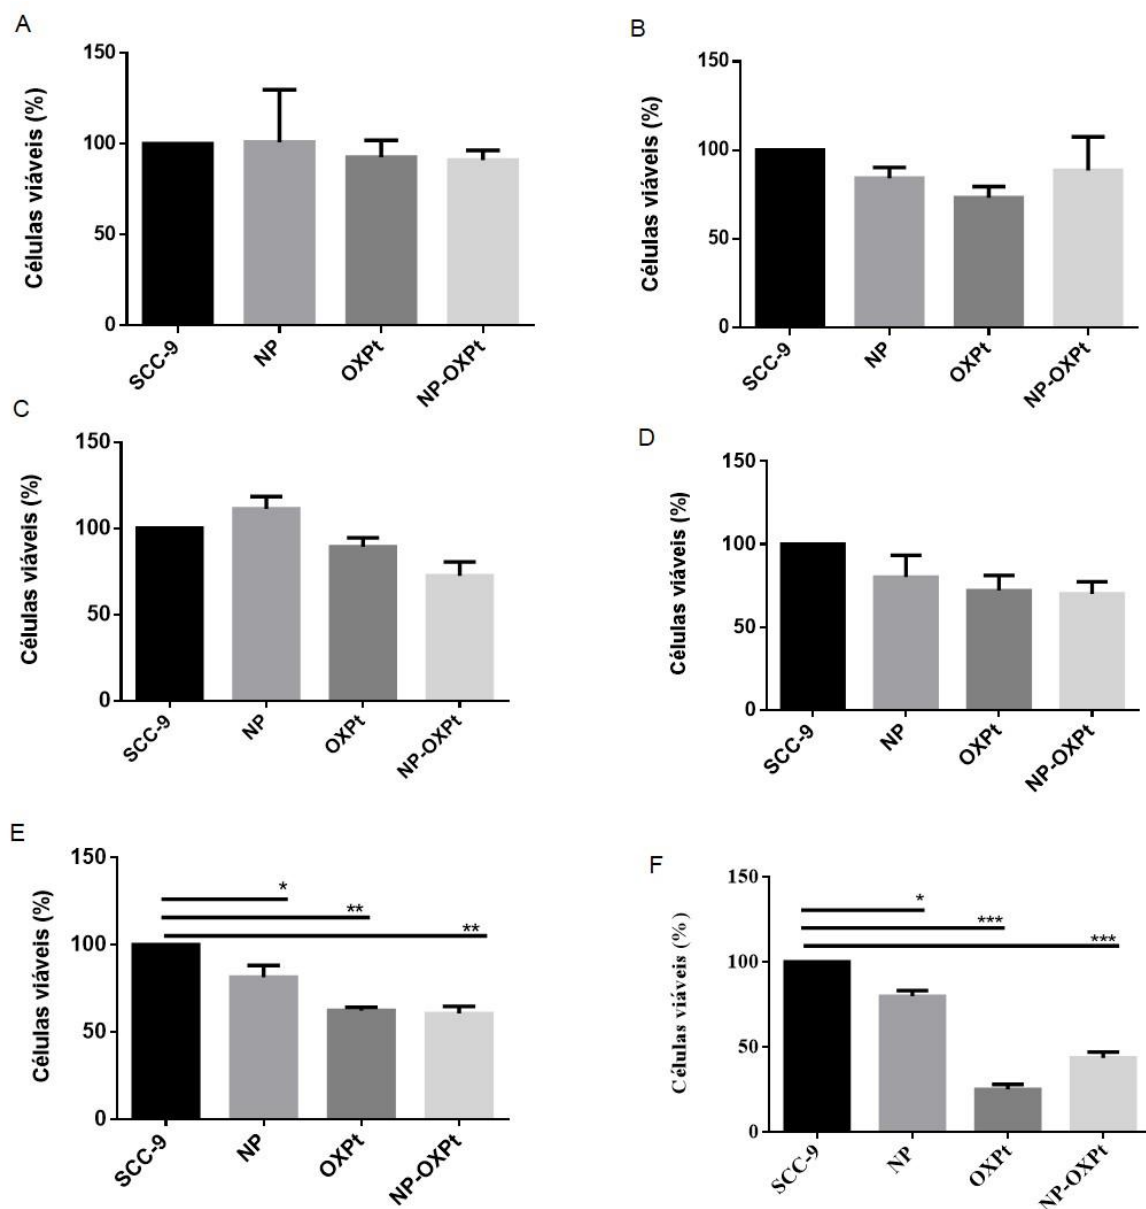 A
Células viáveis (%)
150
100
50
0
SCC-9
NP
OXPt
NP-OXPt
B
Células viáveis (%)
150
100
50
0
SCC-9
NP
OXPt
NP-OXPt
C
Células viáveis (%)
150
100
50
0
SCC-9
NP
OXPt
NP-OXPt
D
Células viáveis (%)
150
100
50
0
SCC-9
NP
OXPt
NP-OXPt
E
Células viáveis (%)
150
100
50
0
*
**
**
SCC-9
NP
OXPt
NP-OXPt
F
Células viáveis (%)
150
100
50
0
*
***
***
SCC-9
NP
OXPt
NP-OXPt